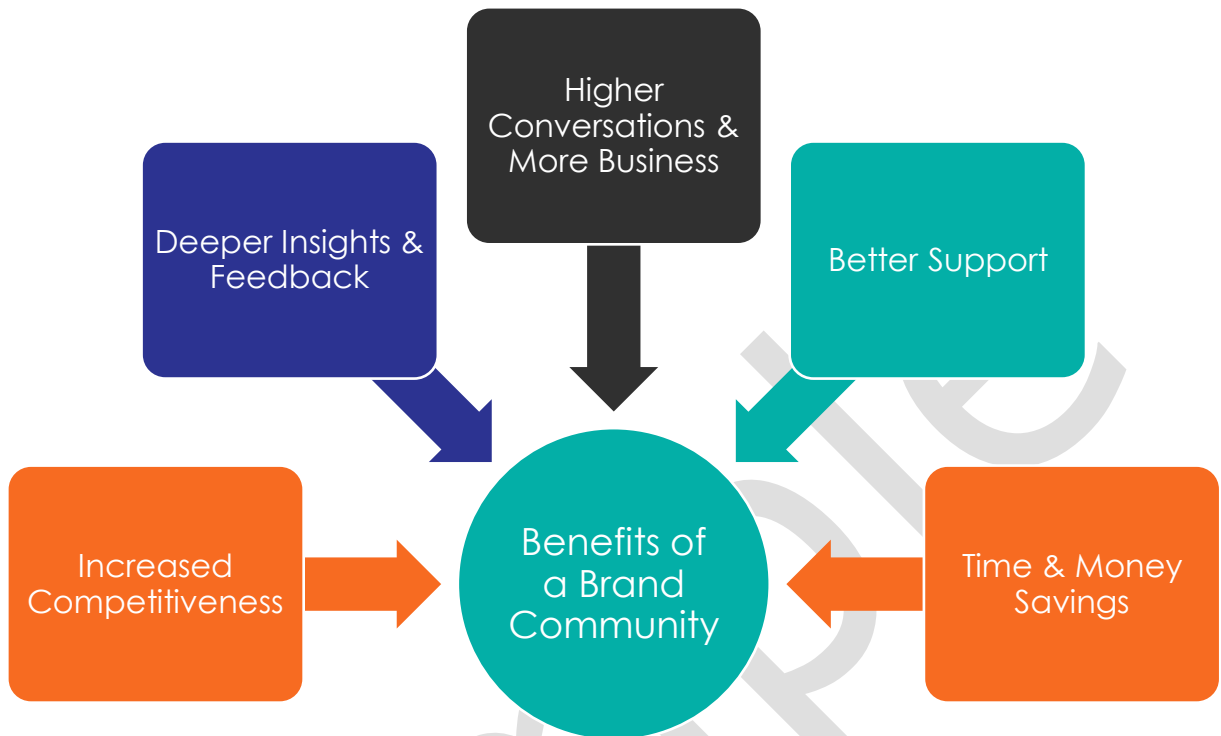 Higher
Conversations &
More Business
Deeper Insights &
Feedback
Better Support
Increased
Competitiveness
Benefits of
a Brand
Community
Time & Money
Savings